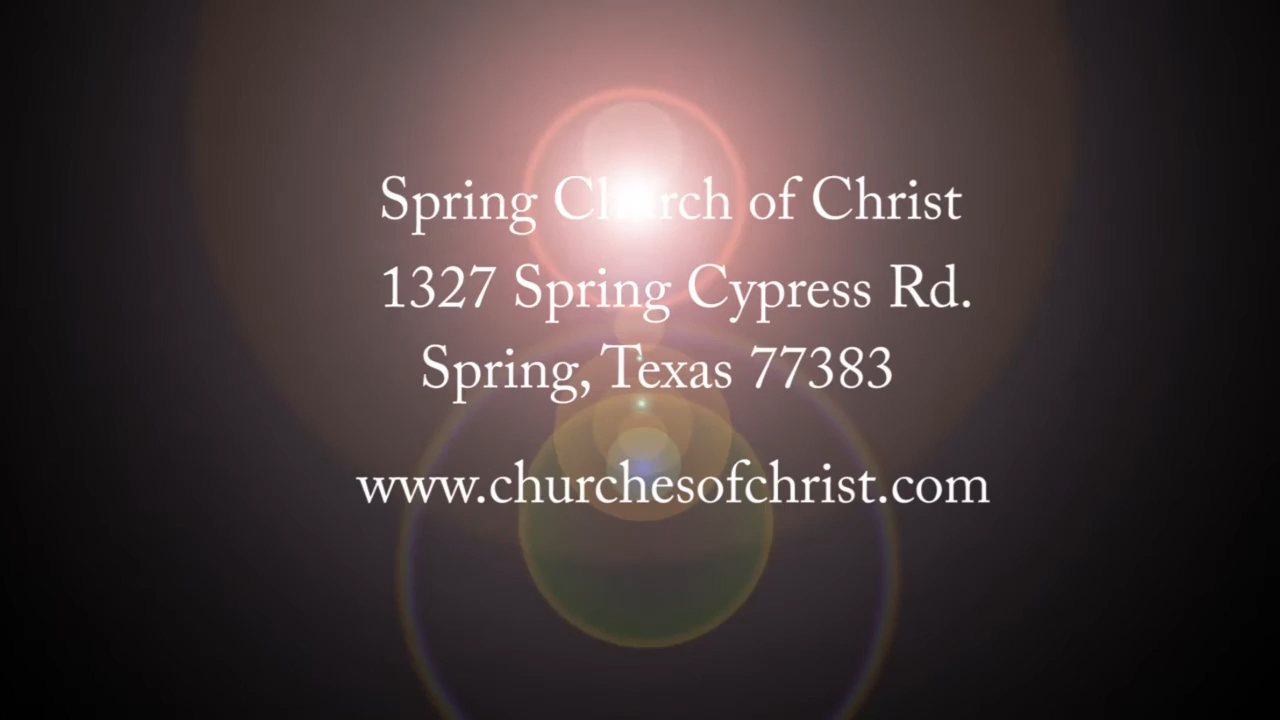 Spring Church of Christ
1327 Spring Cypress Rd.
Spring, Texas 77383
www.churchesofchrist.com